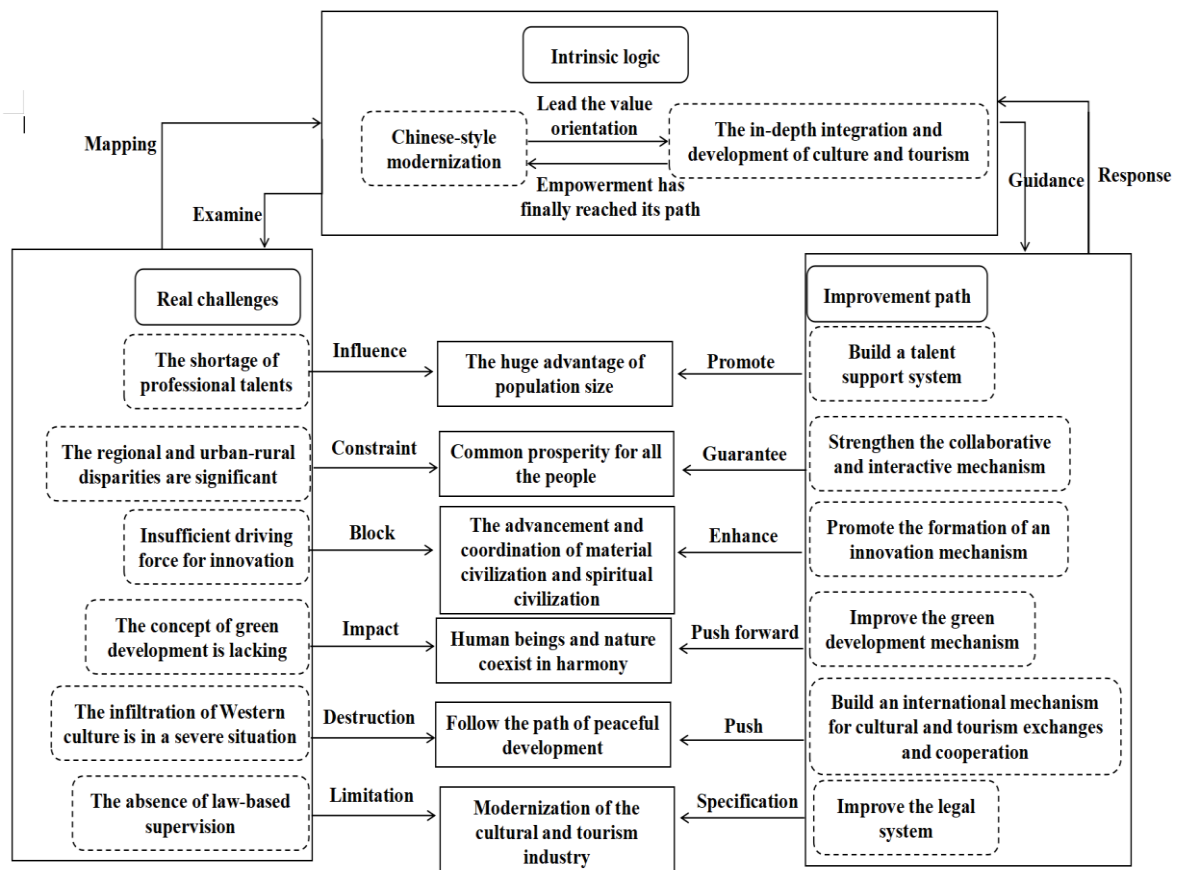 Intrinsic logic
Lead the value
orientation
Chinese-style
modernization
The in-depth integration and
development of culture and tourism
Empowerment has
finally reached its path
Mapping
Examine
Guidance
Response
Real challenges
Improvement path
The shortage of
professional talents
Influence
The huge advantage of
population size
Promote
Build a talent
support system
The regional and urban-rural
disparities are significant
Constraint
Common prosperity for all
the people
Guarantee
Strengthen the collaborative
and interactive mechanism
Insufficient driving
force for innovation
Block
The advancement and
coordination of material
civilization and spiritual
civilization
Enhance
Promote the formation of an
innovation mechanism
The concept of green
development is lacking
Impact
Human beings and nature
coexist in harmony
Push forward
Improve the green
development mechanism
The infiltration of Western
culture is in a severe situation
Destruction
Follow the path of peaceful
development
Push
Build an international mechanism
for cultural and tourism exchanges
and cooperation
The absence of law-based
supervision
Limitation
Modernization of the
cultural and tourism
industry
Specification
Improve the legal
system